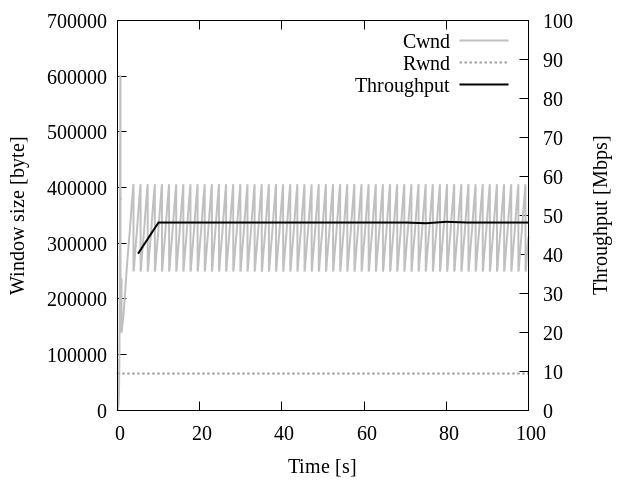 700000
600000
500000
400000
300000
200000
100000
0
Window size [byte]
100
90
80
70
60
50
40
30
20
10
0
Throughput [Mbps]
Cwnd
Rwnd
Throughput
0 20 40 60 80 100
Time [s]